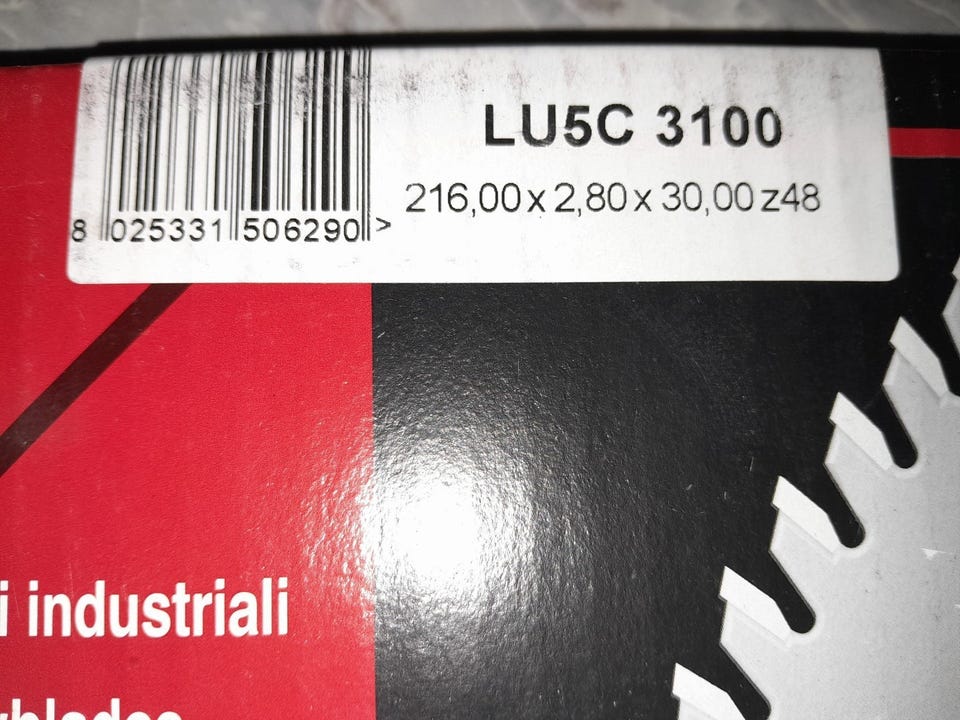 LU5C 3100
216,00 x 2,80 x 30,00 z48
8 025331 506290 >
i industriali